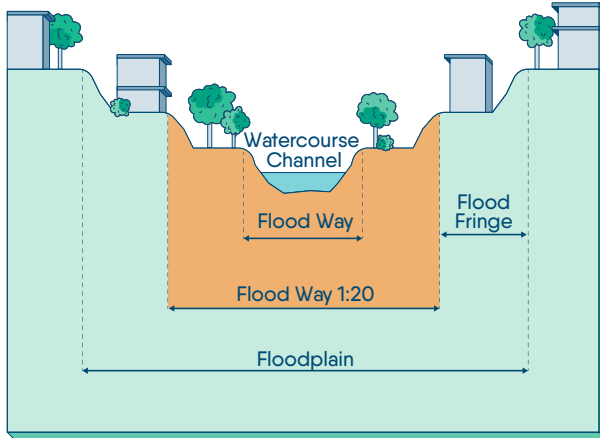 Watercourse
Channel
Flood Way
Flood
Fringe
Flood Way 1:20
Floodplain